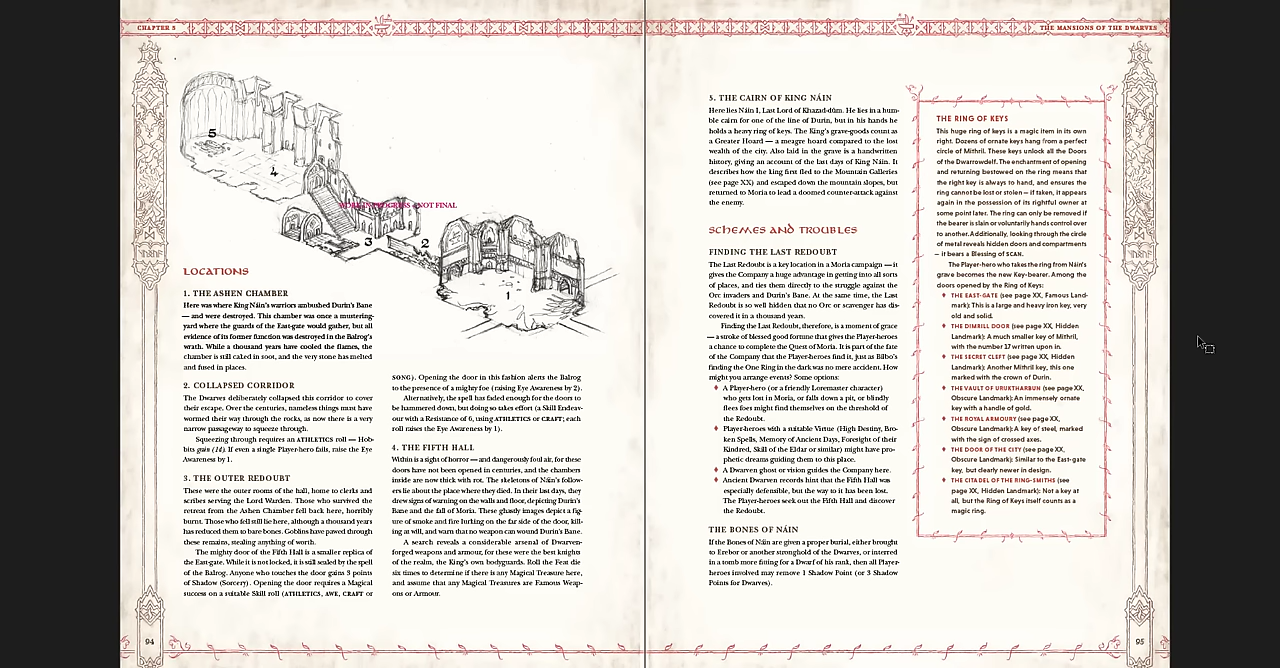 CHAPTER 5
5
4
WORK IN PROGRESS - NOT FINAL
3
2
1
LOCATIONS
1. THE ASHEN CHAMBER
Here was where King Náin's warriors ambushed Durin's Bane
— and were destroyed. This chamber was once a mustering-
yard where the guards of the East-gate would gather, but all
evidence of its former function was destroyed in the Balrog's
wrath. While a thousand years have cooled the flames, the
chamber is still caked in soot, and the very stone has melted
and fused in places.
2. COLLAPSED CORRIDOR
The Dwarves deliberately collapsed this corridor to cover
their escape. Over the centuries, nameless things must have
wormed their way through the rocks, as now there is a very
narrow passageway to squeeze through.
Squeezing through requires an ATHLETICS roll — Hob-
bits gain (1d). If even a single Player-hero fails, raise the Eye
Awareness by 1.
3. THE OUTER REDOUBT
These were the outer rooms of the hall, home to clerks and
scribes serving the Lord Warden. Those who survived the
retreat from the Ashen Chamber fell back here, horribly
burnt. Those who fell still lie here, although a thousand years
has reduced them to bare bones. Goblins have pawed through
these remains, stealing anything of worth.
The mighty door of the Fifth Hall is a smaller replica of
the East-gate. While it is not locked, it is still sealed by the spell
of the Balrog. Anyone who touches the door gains 3 points
of Shadow (Sorcery). Opening the door requires a Magical
success on a suitable Skill roll (ATHLETICS, AWE, CRAFT or
SONG). Opening the door in this fashion alerts the Balrog
to the presence of a mighty foe (raising Eye Awareness by 2).
Alternatively, the spell has faded enough for the doors to
be hammered down, but doing so takes effort (a Skill Endeav-
our with a Resistance of 6, using ATHLETICS or CRAFT; each
roll raises the Eye Awareness by 1).
4. THE FIFTH HALL
Within is a sight of horror — and dangerously foul air, for these
doors have not been opened in centuries, and the chambers
inside are now thick with rot. The skeletons of Náin's follow-
ers lie about the place where they died. In their last days, they
drew signs of warning on the walls and floor, depicting Durin's
Bane and the fall of Moria. These ghastly images depict a fig-
ure of smoke and fire lurking on the far side of the door, kill-
ing at will, and warn that no weapon can wound Durin's Bane.
A search reveals a considerable arsenal of Dwarven-
forged weapons and armour, for these were the best knights
of the realm, the King's own bodyguards. Roll the Feat die
six times to determine if there is any Magical Treasure here,
and assume that any Magical Treasures are Famous Weap-
ons or Armour.
94
THE MANSIONS OF THE DWARVES
5. THE CAIRN OF KING NÁIN
Here lies Náin I, Last Lord of Khazad-dûm. He lies in a hum-
ble cairn for one of the line of Durin, but in his hands he
holds a heavy ring of keys. The King's grave-goods count as
a Greater Hoard — a meagre hoard compared to the lost
wealth of the city. Also laid in the grave is a handwritten
history, giving an account of the last days of King Náin. It
describes how the king first fled to the Mountain Galleries
(see page XX) and escaped down the mountain slopes, but
returned to Moria to lead a doomed counter-attack against
the enemy.
SCHEMES AND TROUBLES
FINDING THE LAST REDOUBT
The Last Redoubt is a key location in a Moria campaign — it
gives the Company a huge advantage in getting into all sorts
of places, and ties them directly to the struggle against the
Orc invaders and Durin's Bane. At the same time, the Last
Redoubt is so well hidden that no Orc or scavenger has dis-
covered it in a thousand years.
Finding the Last Redoubt, therefore, is a moment of grace
— a stroke of blessed good fortune that gives the Player-heroes
a chance to complete the Quest of Moria. It is part of the fate
of the Company that the Player-heroes find it, just as Bilbo's
finding the One Ring in the dark was no mere accident. How
might you arrange events? Some options:
A Player-hero (or a friendly Loremaster character)
who gets lost in Moria, or falls down a pit, or blindly
flees foes might find themselves on the threshold of
the Redoubt.
Player-heroes with a suitable Virtue (High Destiny, Bro-
ken Spells, Memory of Ancient Days, Foresight of their
Kindred, Skill of the Eldar or similar) might have pro-
phetic dreams guiding them to this place.
A Dwarven ghost or vision guides the Company here.
Ancient Dwarven records hint that the Fifth Hall was
especially defensible, but the way to it has been lost.
The Player-heroes seek out the Fifth Hall and discover
the Redoubt.
THE BONES OF NÁIN
If the Bones of Náin are given a proper burial, either brought
to Erebor or another stronghold of the Dwarves, or interred
in a tomb more fitting for a Dwarf of his rank, then all Player-
heroes involved may remove 1 Shadow Point (or 3 Shadow
Points for Dwarves).
THE RING OF KEYS
This huge ring of keys is a magic item in its own
right. Dozens of ornate keys hang from a perfect
circle of Mithril. These keys unlock all the Doors
of the Dwarrowdelf. The enchantment of opening
and returning bestowed on the ring means that
the right key is always to hand, and ensures the
ring cannot be lost or stolen — if taken, it appears
again in the possession of its rightful owner at
some point later. The ring can only be removed if
the bearer is slain or voluntarily hands control over
to another. Additionally, looking through the circle
of metal reveals hidden doors and compartments
— it bears a Blessing of SCAN.
The Player-hero who takes the ring from Náin's
grave becomes the new Key-bearer. Among the
doors opened by the Ring of Keys:
THE EAST-GATE (see page XX, Famous Land-
mark): This is a large and heavy iron key, very
old and solid.
THE DIMRILL DOOR (see page XX, Hidden
Landmark): A much smaller key of Mithril,
with the number 17 written upon in.
THE SECRET CLEFT (see page XX, Hidden
Landmark): Another Mithril key, this one
marked with the crown of Durin.
THE VAULT OF URUKTHARBUN (see page XX,
Obscure Landmark): An immensely ornate
key with a handle of gold.
THE ROYAL ARMOURY (see page XX,
Obscure Landmark): A key of steel, marked
with the sign of crossed axes.
THE DOOR OF THE CITY (see page XX,
Obscure Landmark): Similar to the East-gate
key, but clearly newer in design.
THE CITADEL OF THE RING-SMITHS (see
page XX, Hidden Landmark): Not a key at
all, but the Ring of Keys itself counts as a
magic ring.
95